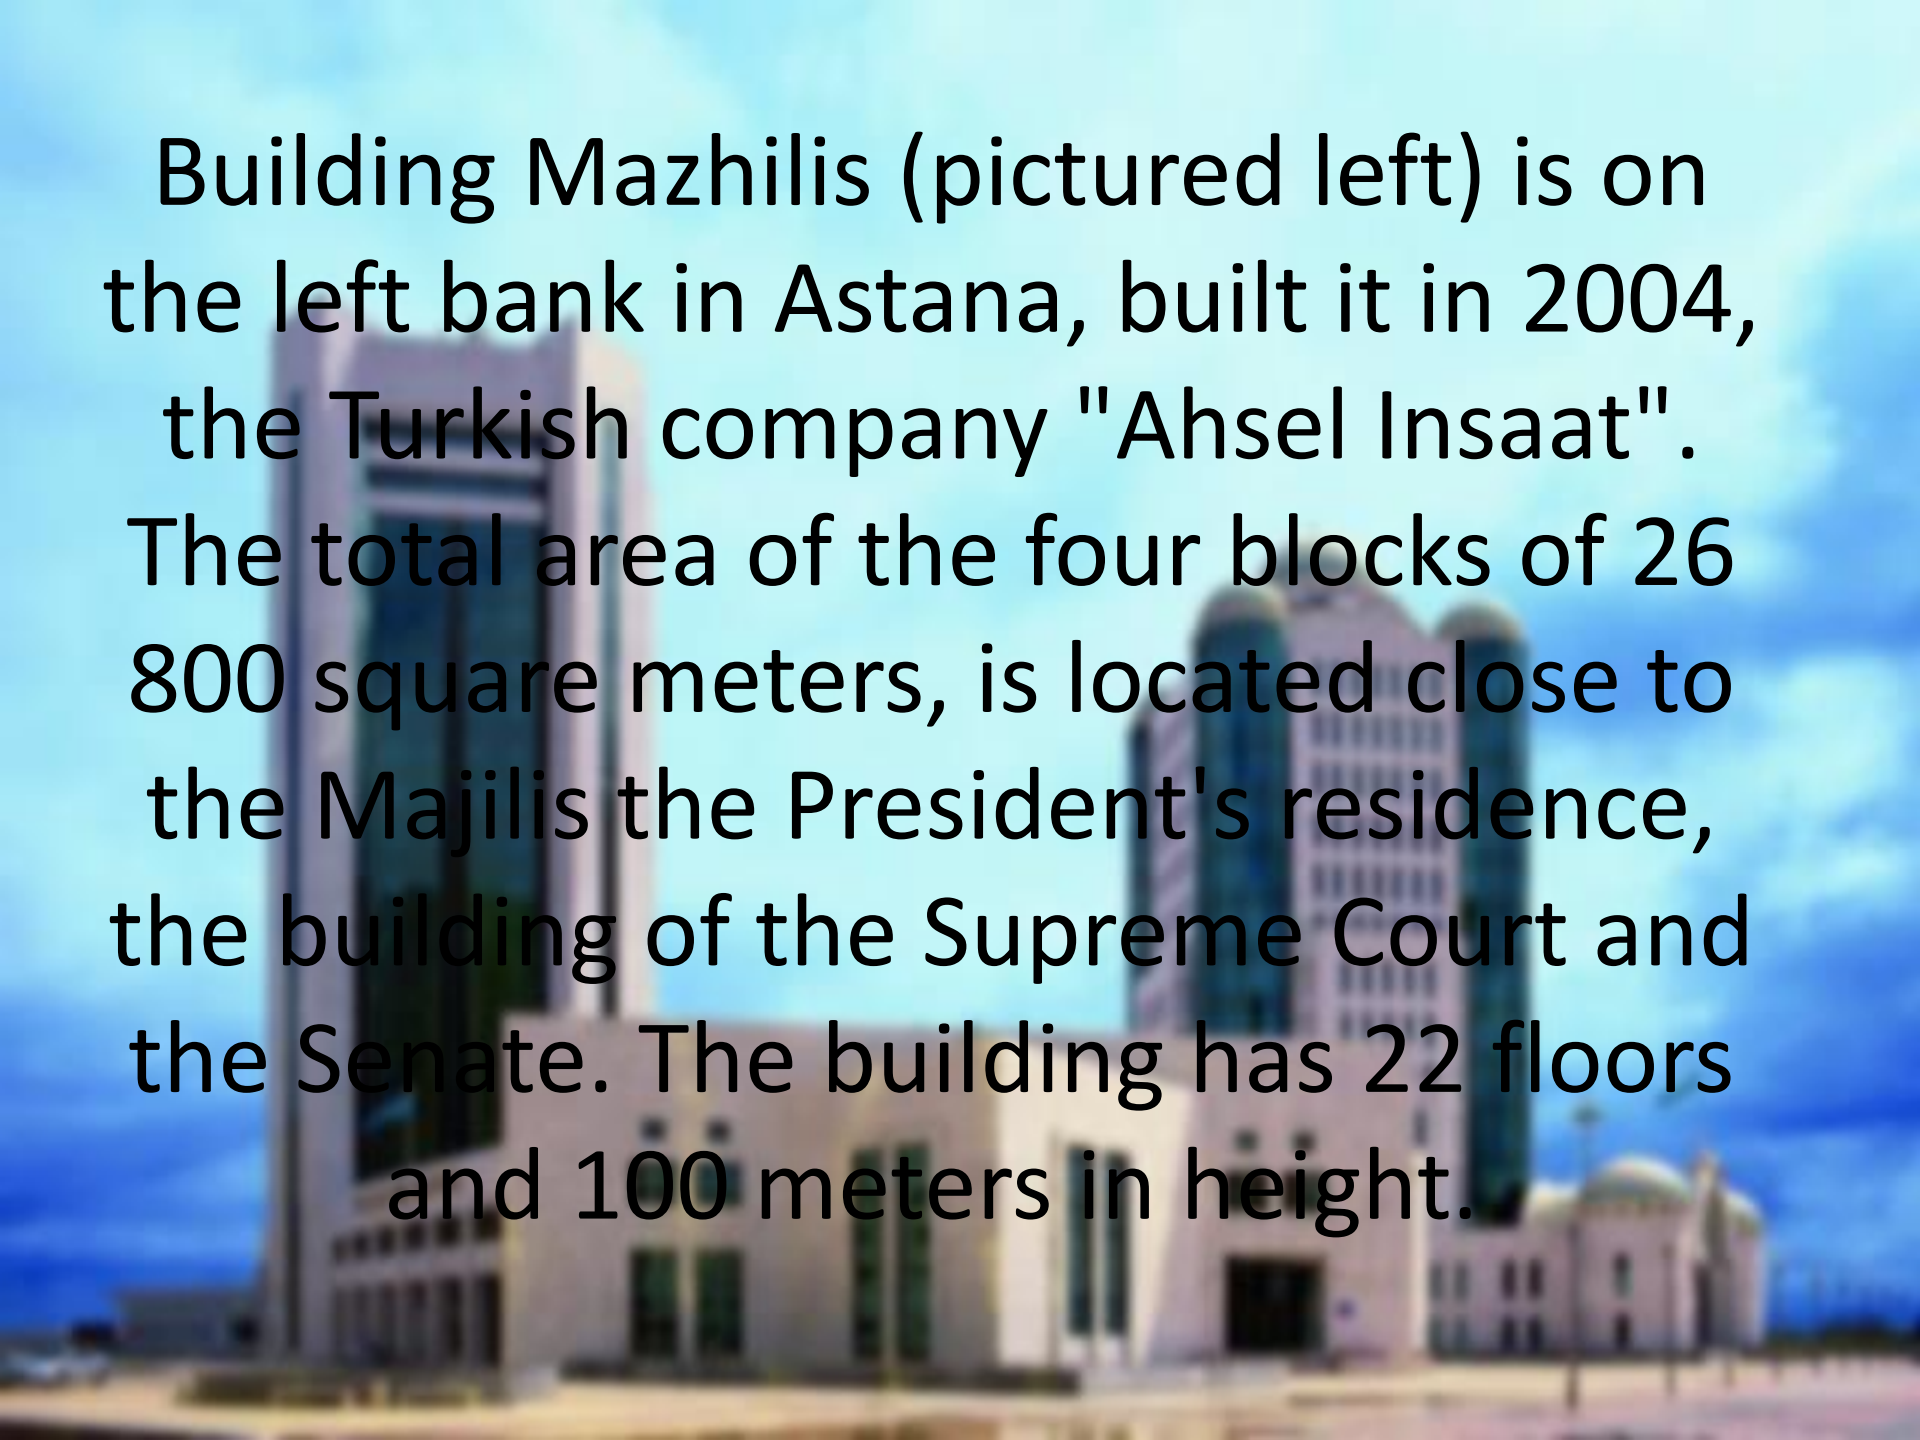 Building Mazhilis (pictured left) is on
the left bank in Astana, built it in 2004,
the Turkish company "Ahsel Insaat".
The total area of the four blocks of 26
800 square meters, is located close to
the Majilis the President's residence,
the building of the Supreme Court and
the Senate. The building has 22 floors
and 100 meters in height.